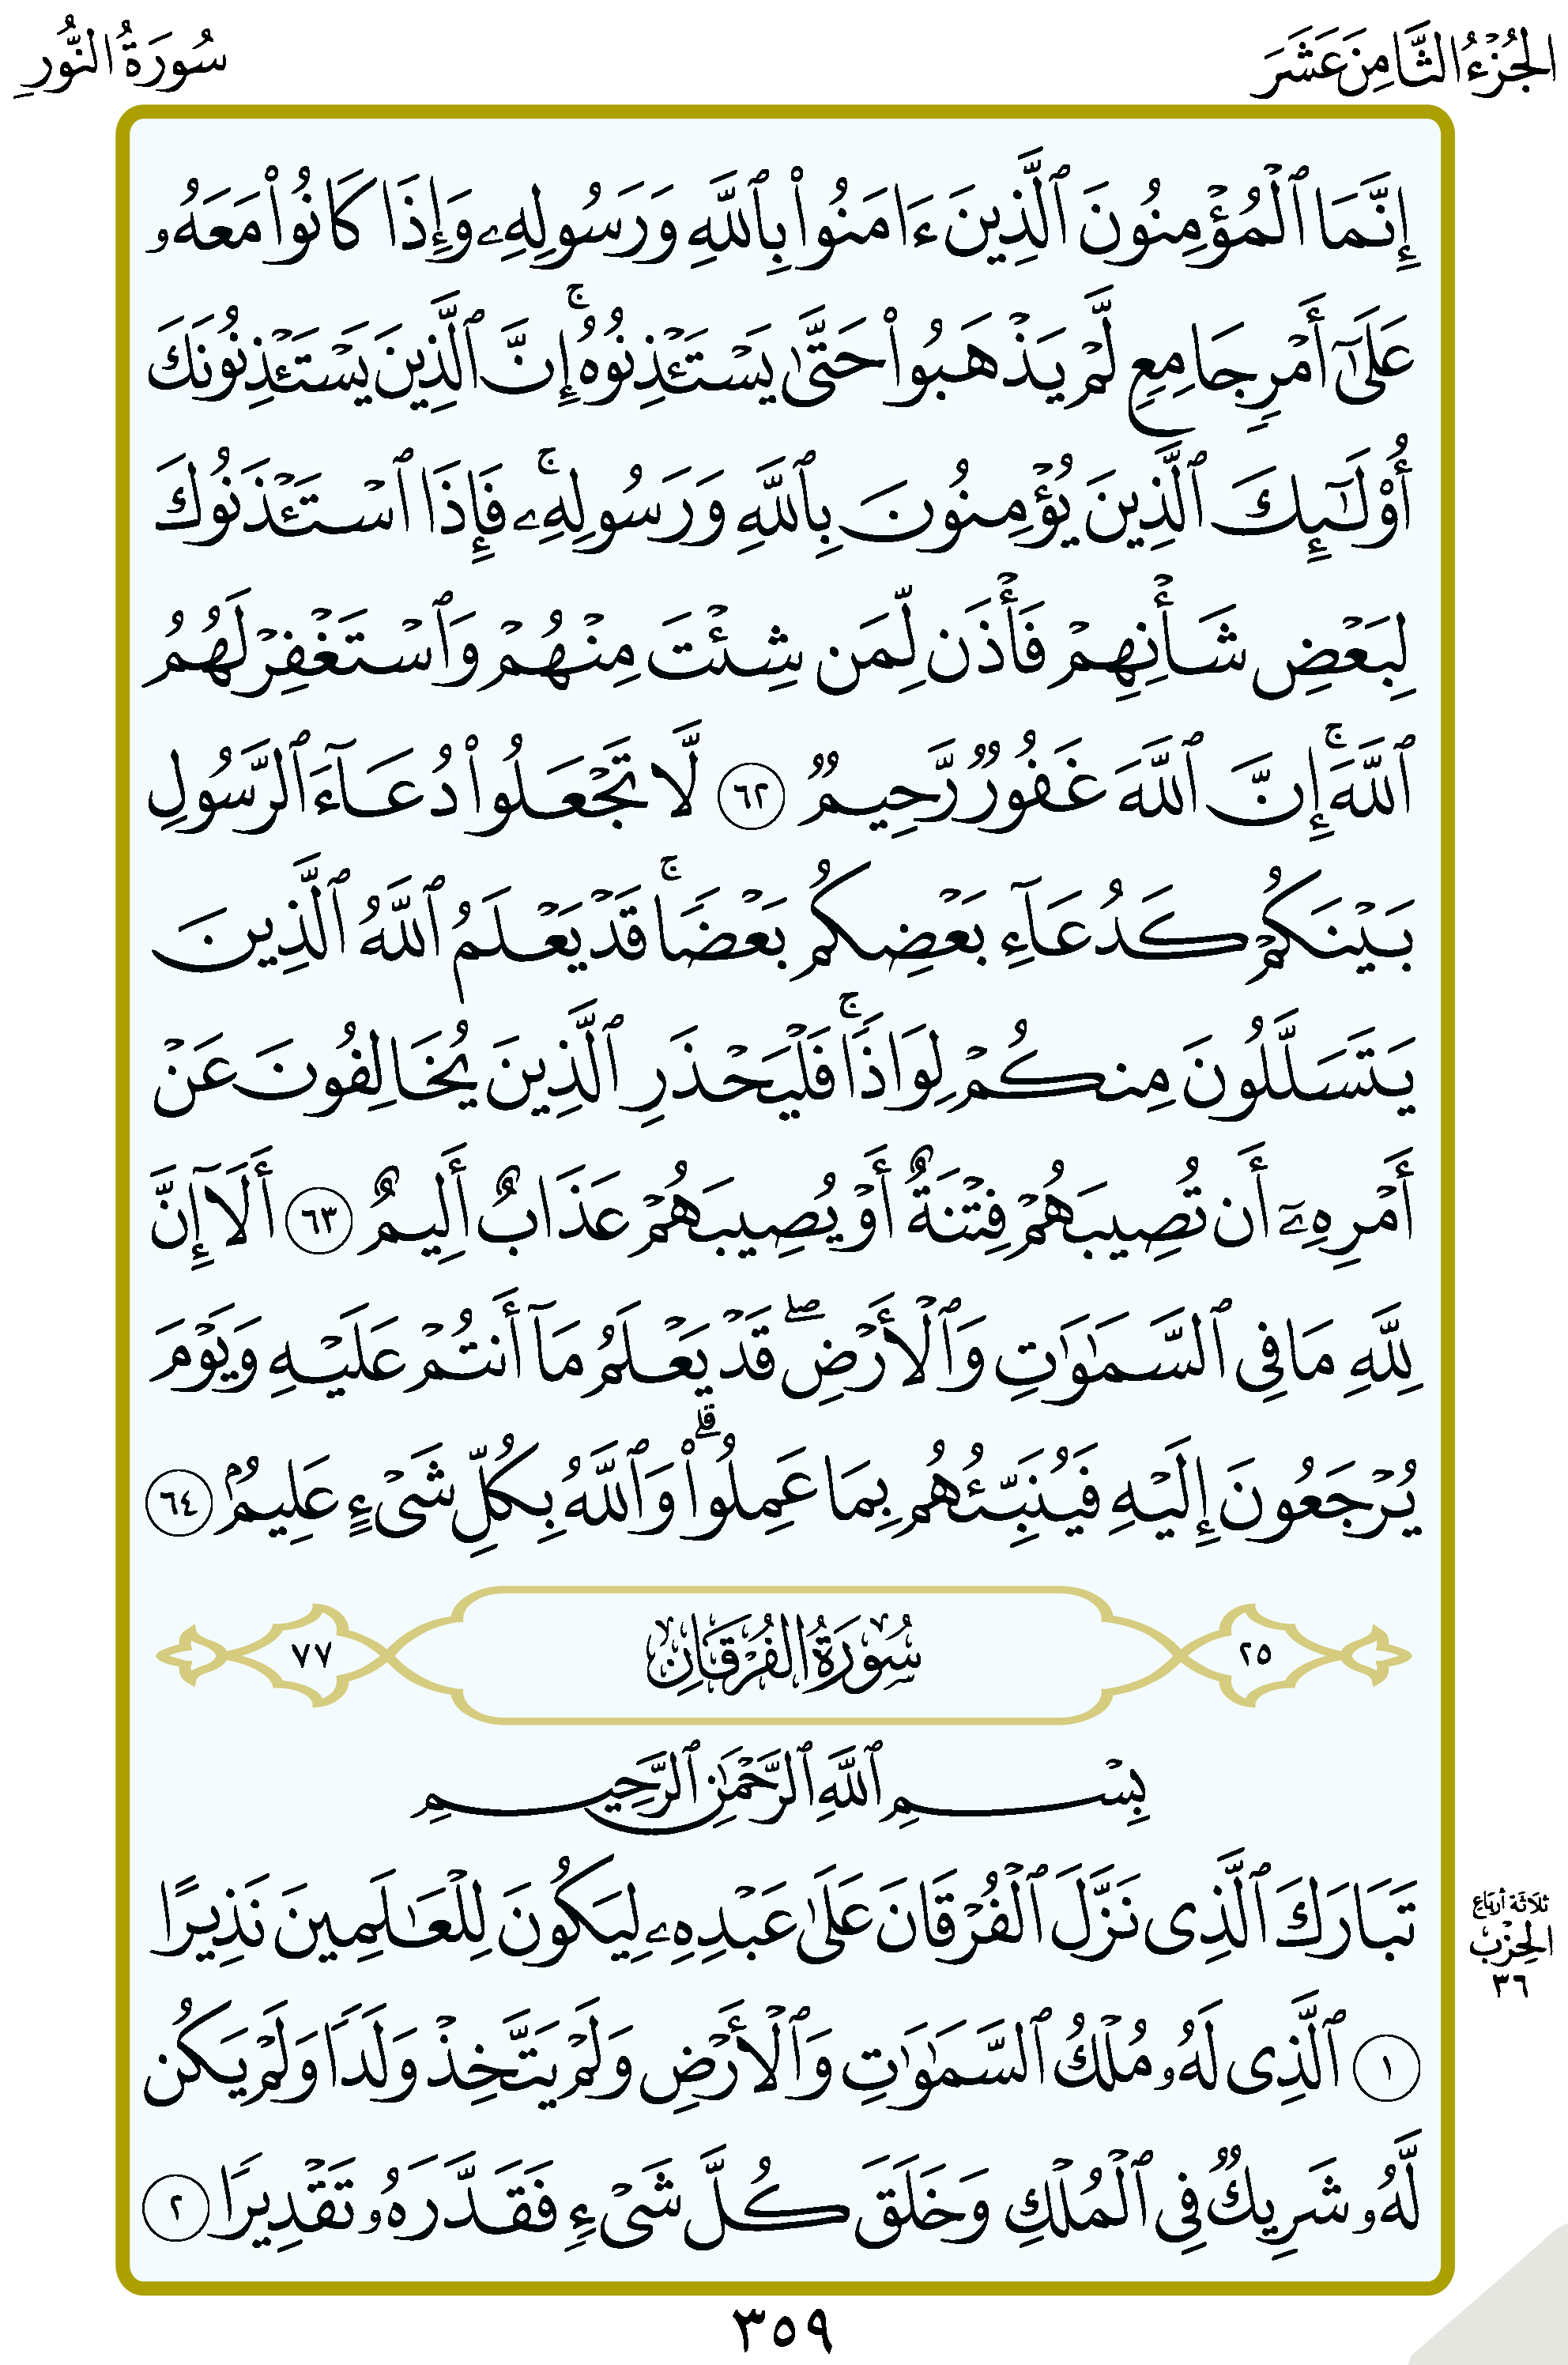 الجُزْءُ الثَّامِنَ عَشَرَ
سُورَةُ النُّورِ
إِنَّمَا ٱلْمُؤْمِنُونَ ٱلَّذِينَ ءَامَنُوا۟ بِٱللَّهِ وَرَسُولِهِۦ وَإِذَا كَانُوا۟ مَعَهُۥ
عَلَىٰٓ أَمْرٍ جَامِعٍ لَّمْ يَذْهَبُوا۟ حَتَّىٰ يَسْتَـْٔذِنُوهُ ۚ إِنَّ ٱلَّذِينَ يَسْتَـْٔذِنُونَكَ
أُو۟لَـٰٓئِكَ ٱلَّذِينَ يُؤْمِنُونَ بِٱللَّهِ وَرَسُولِهِۦ ۚ فَإِذَا ٱسْتَـْٔذَنُوكَ
لِبَعْضِ شَأْنِهِمْ فَأْذَن لِّمَن شِئْتَ مِنْهُمْ وَٱسْتَغْفِرْ لَهُمُ
ٱللَّهَ ۚ إِنَّ ٱللَّهَ غَفُورٌ رَّحِيمٌ ٦٢ لَّا تَجْعَلُوا۟ دُعَآءَ ٱلرَّسُولِ
بَيْنَكُمْ كَدُعَآءِ بَعْضِكُم بَعْضًا ۚ قَدْ يَعْلَمُ ٱللَّهُ ٱلَّذِينَ
يَتَسَلَّلُونَ مِنكُمْ لِوَاذًا ۚ فَلْيَحْذَرِ ٱلَّذِينَ يُخَالِفُونَ عَنْ
أَمْرِهِۦٓ أَن تُصِيبَهُمْ فِتْنَةٌ أَوْ يُصِيبَهُمْ عَذَابٌ أَلِيمٌ ٦٣ أَلَآ إِنَّ
لِلَّهِ مَا فِى ٱلسَّمَـٰوَٰتِ وَٱلْأَرْضِ ۖ قَدْ يَعْلَمُ مَآ أَنتُمْ عَلَيْهِ وَيَوْمَ
يُرْجَعُونَ إِلَيْهِ فَيُنَبِّئُهُم بِمَا عَمِلُوا۟ ۗ وَٱللَّهُ بِكُلِّ شَىْءٍ عَلِيمٌۢ ٦٤
٢٥ سُورَةُ الفُرْقَانِ ٧٧
بِسْمِ ٱللَّهِ ٱلرَّحْمَـٰنِ ٱلرَّحِيمِ
تَبَارَكَ ٱلَّذِى نَزَّلَ ٱلْفُرْقَانَ عَلَىٰ عَبْدِهِۦ لِيَكُونَ لِلْعَـٰلَمِينَ نَذِيرًا
١ ٱلَّذِى لَهُۥ مُلْكُ ٱلسَّمَـٰوَٰتِ وَٱلْأَرْضِ وَلَمْ يَتَّخِذْ وَلَدًا وَلَمْ يَكُن
لَّهُۥ شَرِيكٌ فِى ٱلْمُلْكِ وَخَلَقَ كُلَّ شَىْءٍ فَقَدَّرَهُۥ تَقْدِيرًا ٢
ثلاثة أرباع
الحِزْب
٣٦
٣٥٩